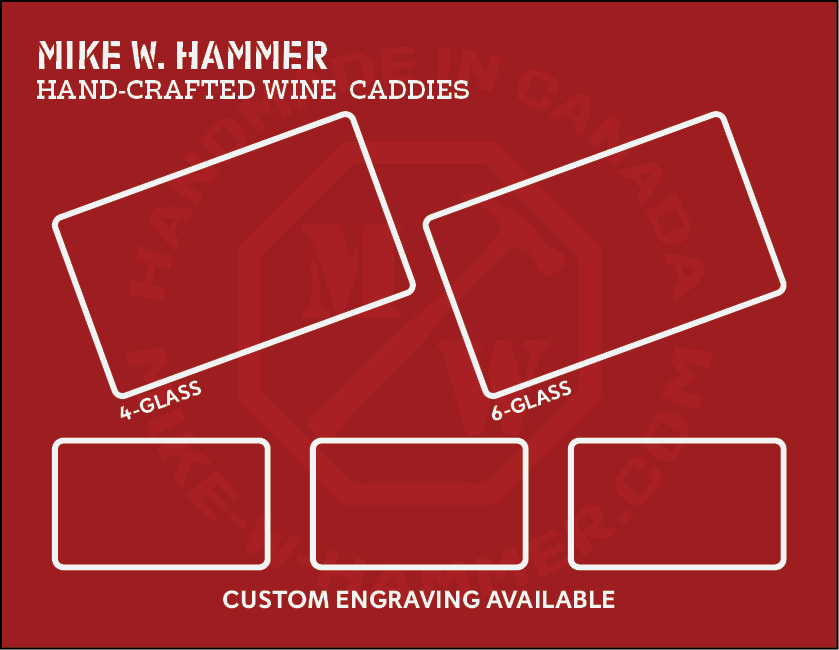 MIKE W. HAMMER
HAND-CRAFTED WINE CADDIES
HANDMADE IN CANADA
M
W
4-GLASS
6-GLASS
MIKE-W-HAMMER.COM
CUSTOM ENGRAVING AVAILABLE